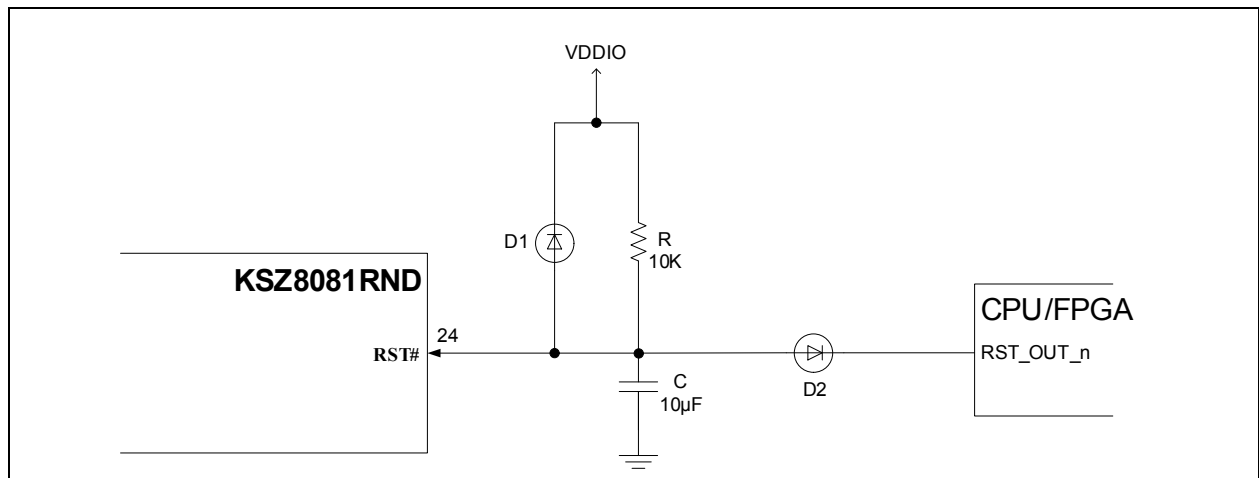 VDDIO
D1
R
10K
KSZ8081RND
CPU/FPGA
24
RST#
RST_OUT_n
D2
C
10µF